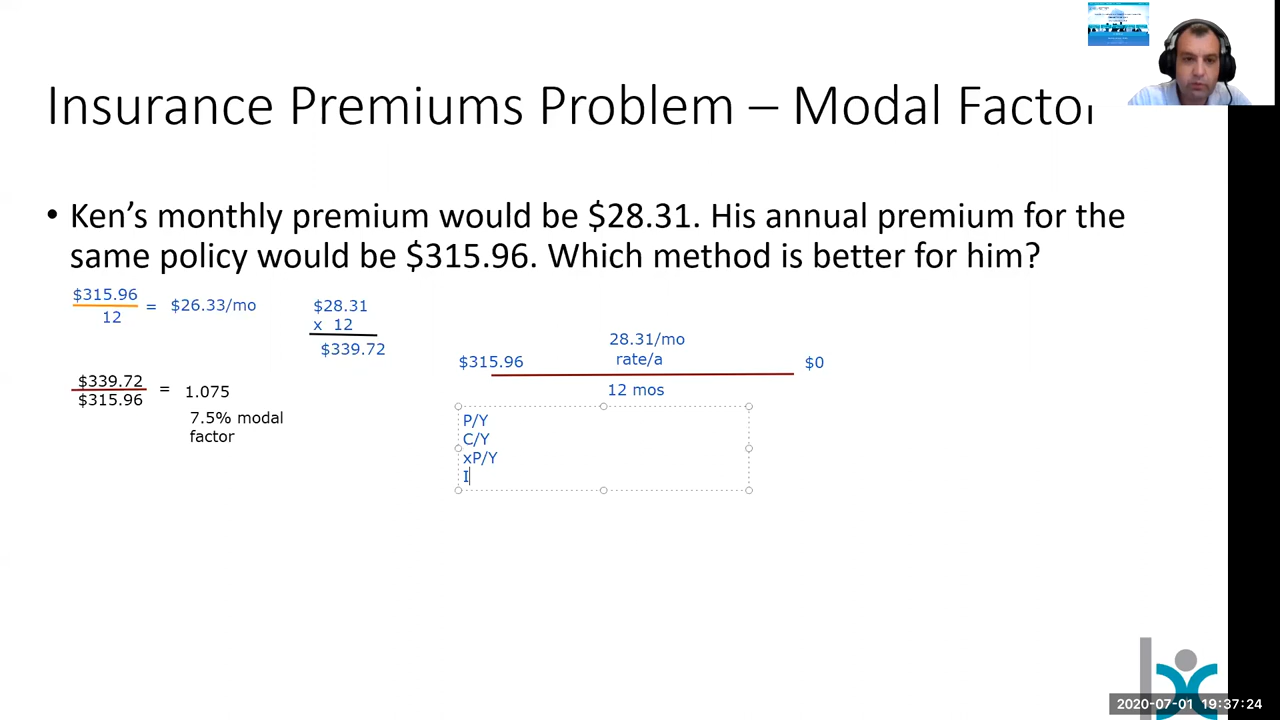 Insurance Premiums Problem – Modal Factor
• Ken’s monthly premium would be $28.31. His annual premium for the
same policy would be $315.96. Which method is better for him?
$315.96
12
= $26.33/mo
$28.31
x 12
$339.72
28.31/mo
rate/a
$315.96
$0
12 mos
$339.72
$315.96
= 1.075
7.5% modal
factor
P/Y
C/Y
xP/Y
I
2020-07-01 19:37:24